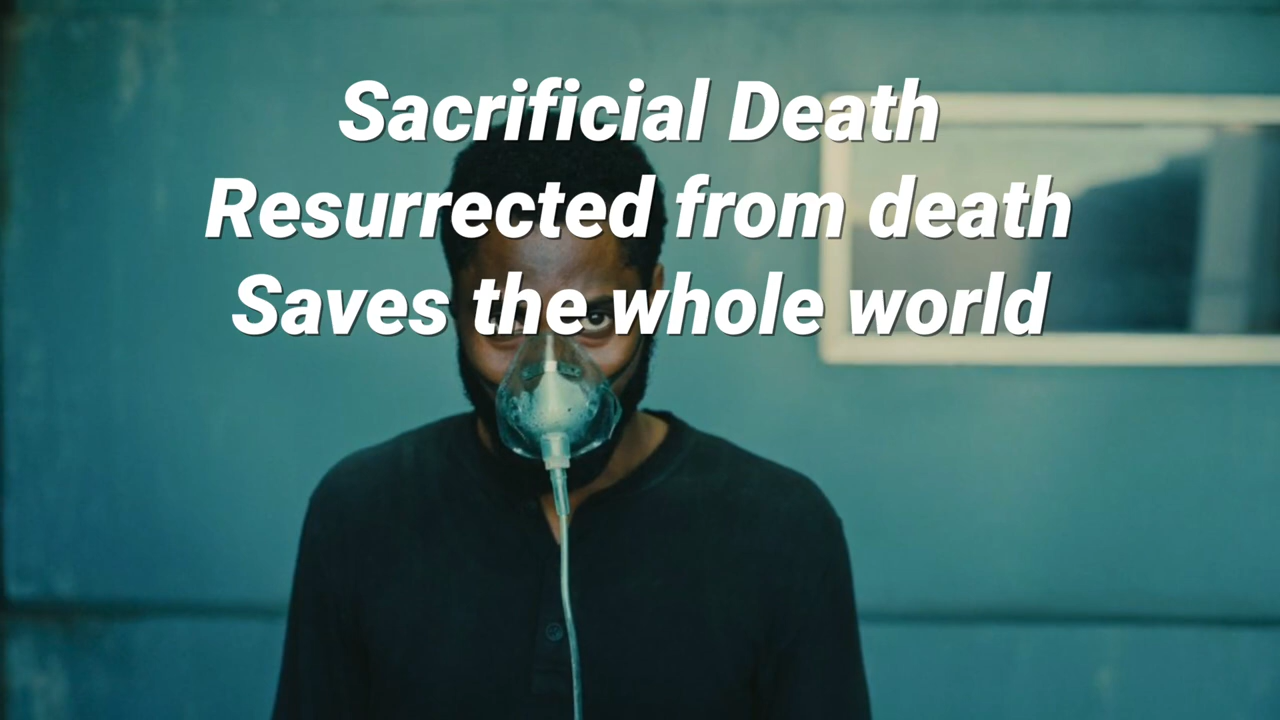 Sacrificial Death
Resurrected from death
Saves the whole world